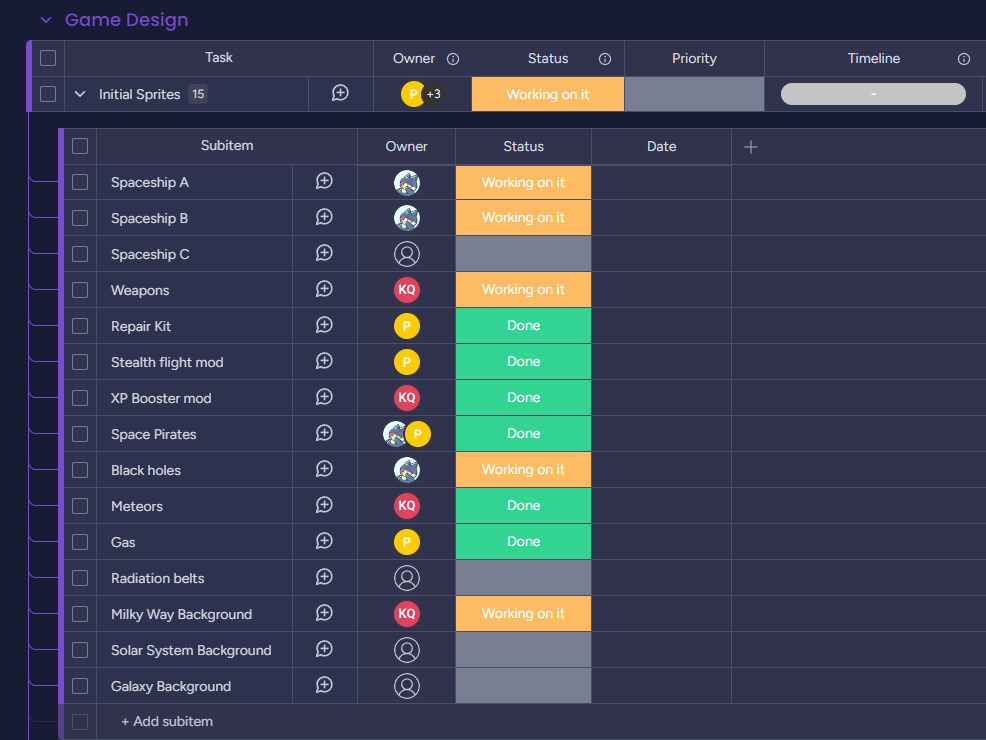 Game Design
Task Owner Status Priority Timeline
Initial Sprites 15 P +3 Working on it -
Subitem Owner Status Date
Spaceship A Working on it
Spaceship B Working on it
Spaceship C
Weapons KQ Working on it
Repair Kit P Done
Stealth flight mod P Done
XP Booster mod KQ Done
Space Pirates P Done
Black holes Working on it
Meteors KQ Done
Gas P Done
Radiation belts
Milky Way Background KQ Working on it
Solar System Background
Galaxy Background
+ Add subitem